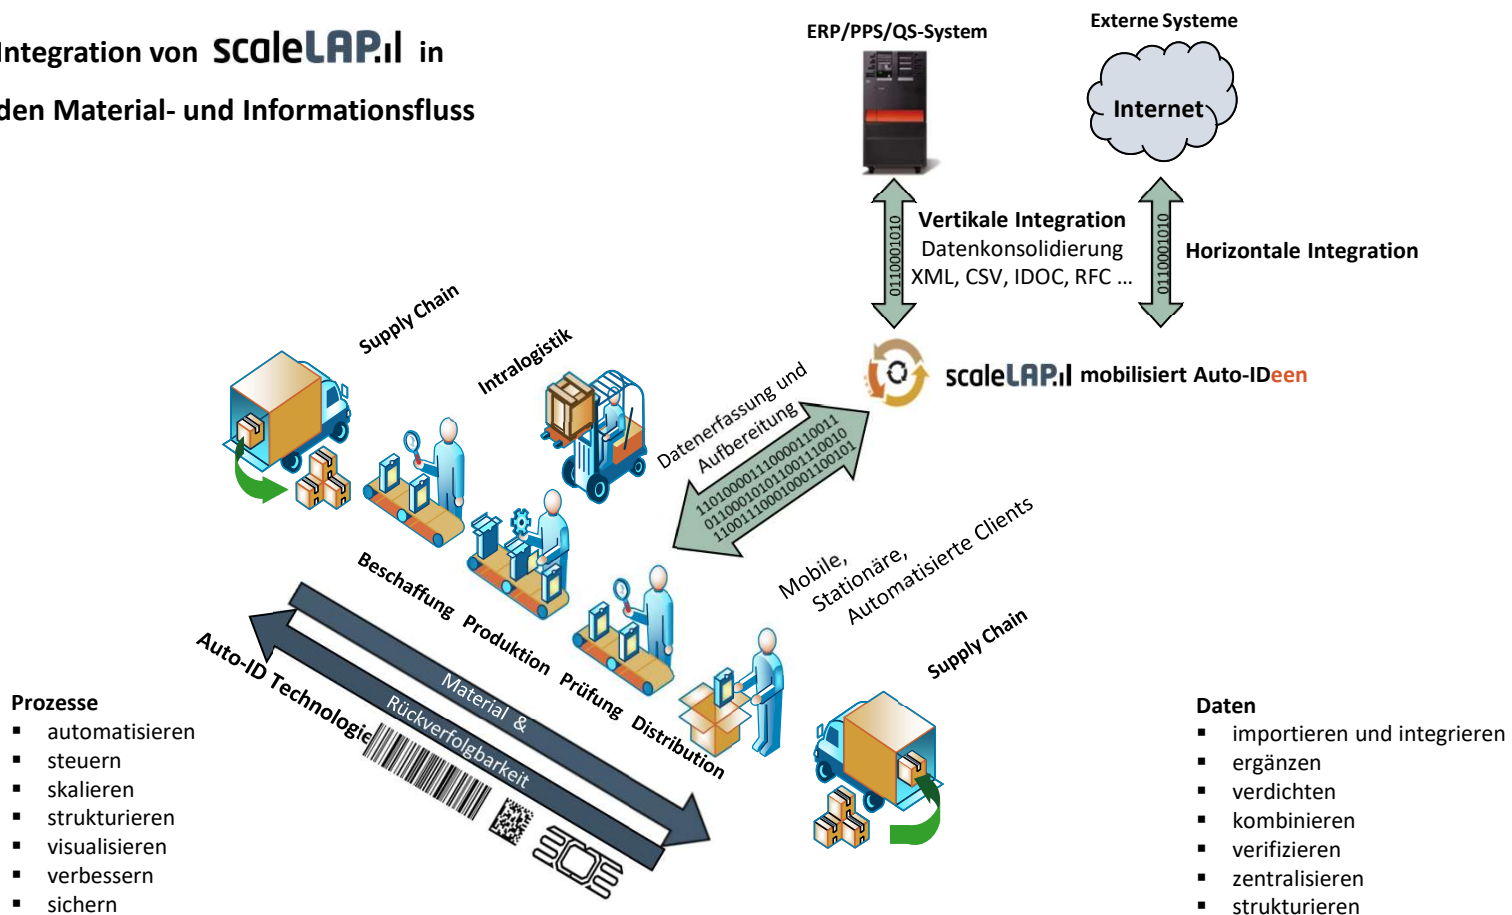 Integration von scaleLAP.il in
den Material- und Informationsfluss
ERP/PPS/QS-System
Externe Systeme
Internet
0110001010
Vertikale Integration
Datenkonsolidierung
XML, CSV, IDOC, RFC ...
0110001010
Horizontale Integration
scaleLAP.il mobilisiert Auto-IDeen
Supply Chain
Intralogistik
Datenerfassung und
Aufbereitung
1101000011100001100011
0110001010110011100010
110011100010001100101
Mobile,
Stationäre,
Automatisierte Clients
Beschaffung Produktion Prüfung Distribution
Supply Chain
Material &
Rückverfolgbarkeit
Auto-ID Technologie
Prozesse
▪ automatisieren
▪ steuern
▪ skalieren
▪ strukturieren
▪ visualisieren
▪ verbessern
▪ sichern
Daten
▪ importieren und integrieren
▪ ergänzen
▪ verdichten
▪ kombinieren
▪ verifizieren
▪ zentralisieren
▪ strukturieren